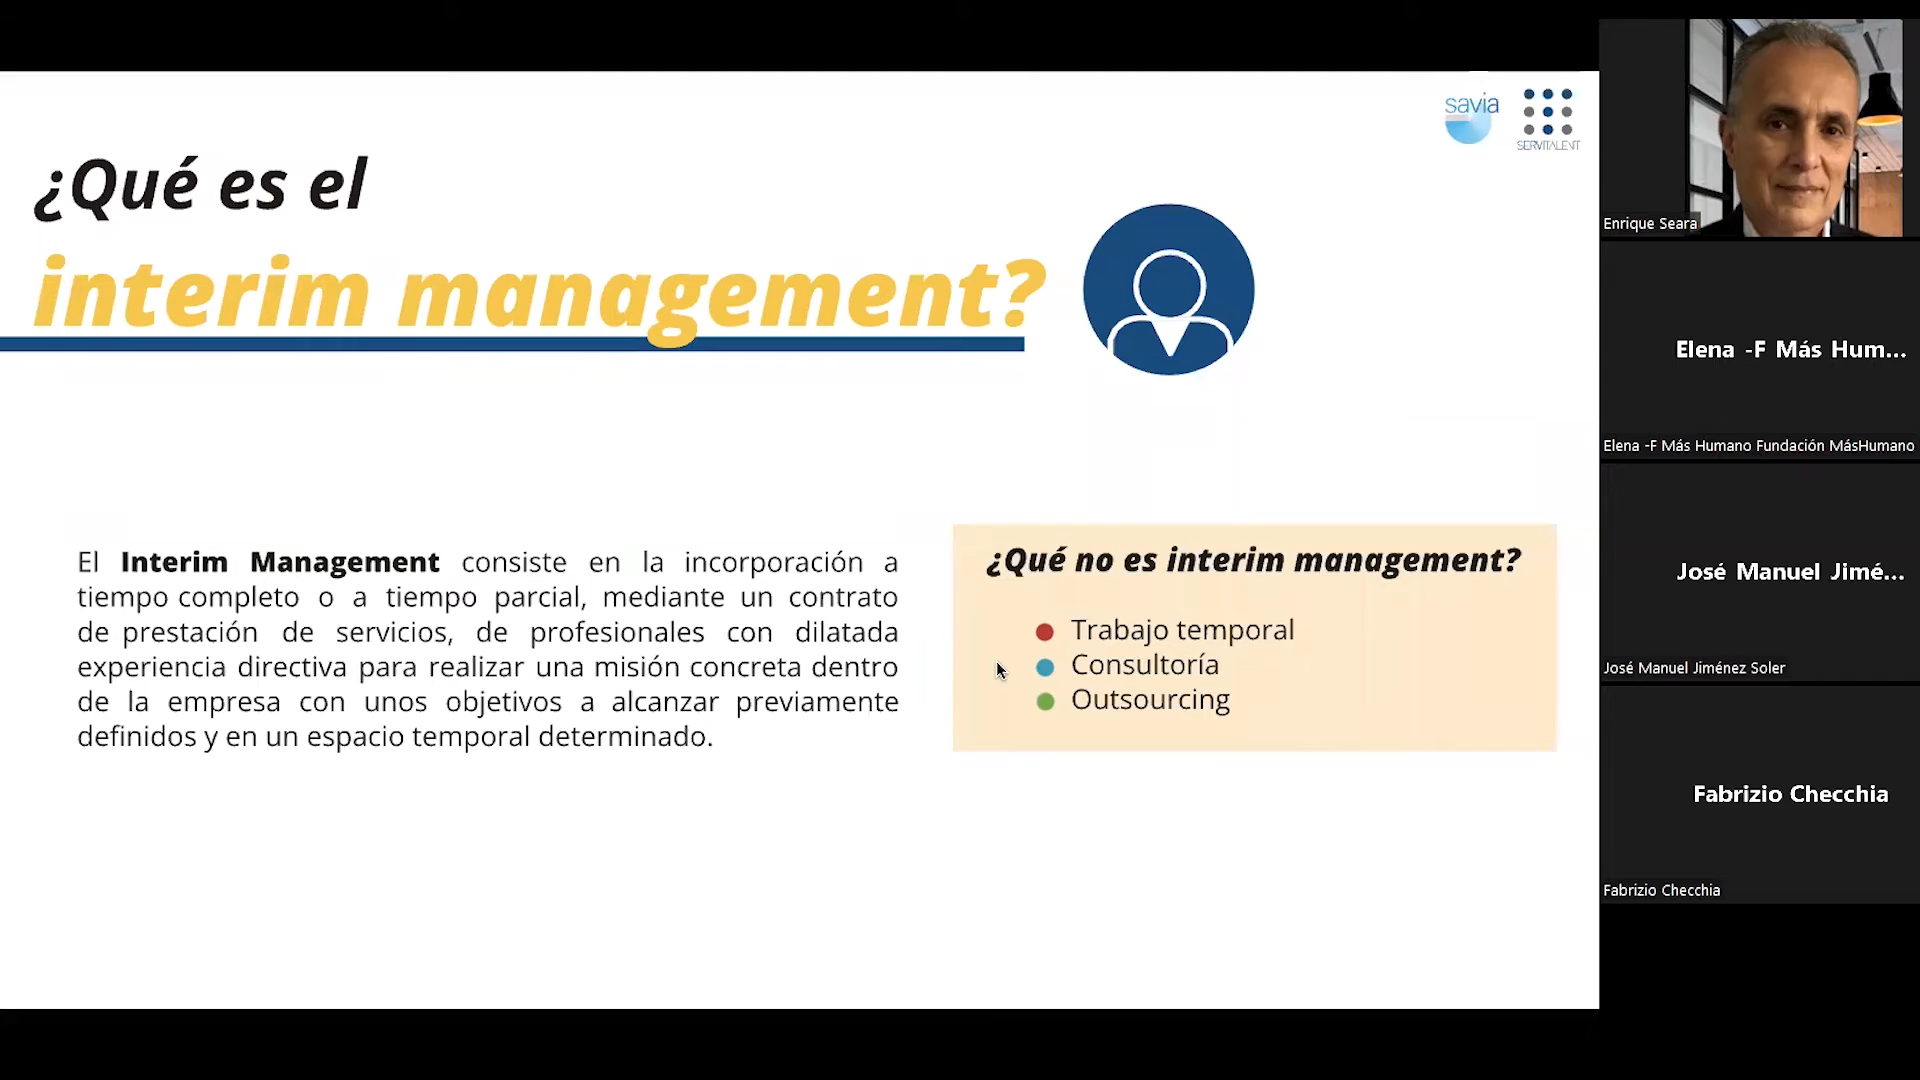 savia
SERVITALENT
¿Qué es el
interim management?
El Interim Management consiste en la incorporación a
tiempo completo o a tiempo parcial, mediante un contrato
de prestación de servicios, de profesionales con dilatada
experiencia directiva para realizar una misión concreta dentro
de la empresa con unos objetivos a alcanzar previamente
definidos y en un espacio temporal determinado.
¿Qué no es interim management?
Trabajo temporal
Consultoría
Outsourcing
Enrique Seara
Elena -F Más Hum...
Elena -F Más Humano Fundación MásHumano
José Manuel Jimé...
José Manuel Jiménez Soler
Fabrizio Checchia
Fabrizio Checchia